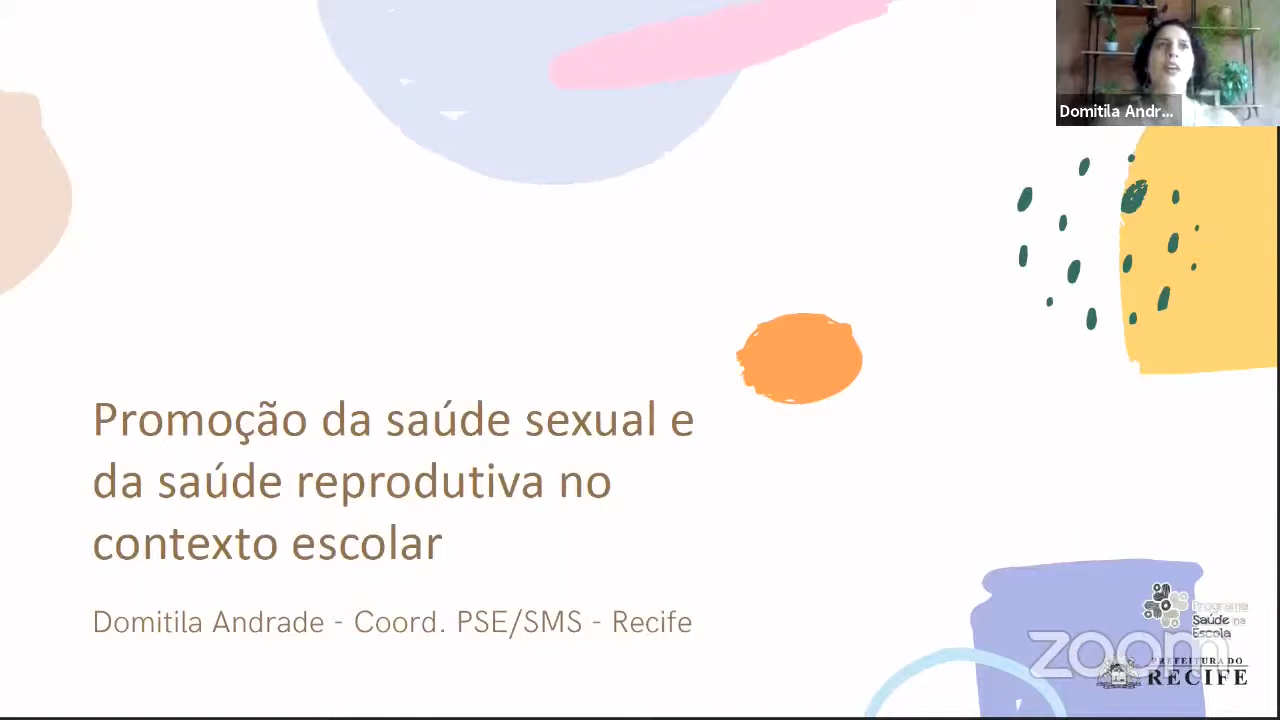 Domitila Andr...
Promoção da saúde sexual e
da saúde reprodutiva no
contexto escolar
Domitila Andrade - Coord. PSE/SMS - Recife
Programa
Saúde na
Escola
zoom
PREFEITURA DO
RECIFE